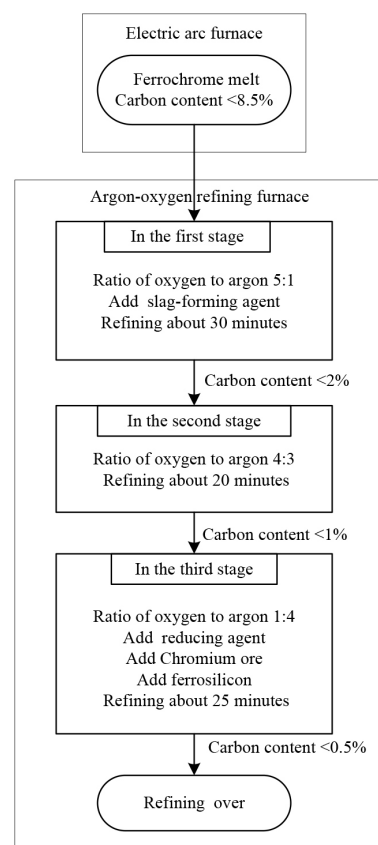 Electric arc furnace
Ferrochrome melt
Carbon content <8.5%
Argon-oxygen refining furnace
In the first stage
Ratio of oxygen to argon 5:1
Add slag-forming agent
Refining about 30 minutes
Carbon content <2%
In the second stage
Ratio of oxygen to argon 4:3
Refining about 20 minutes
Carbon content <1%
In the third stage
Ratio of oxygen to argon 1:4
Add reducing agent
Add Chromium ore
Add ferrosilicon
Refining about 25 minutes
Carbon content <0.5%
Refining over